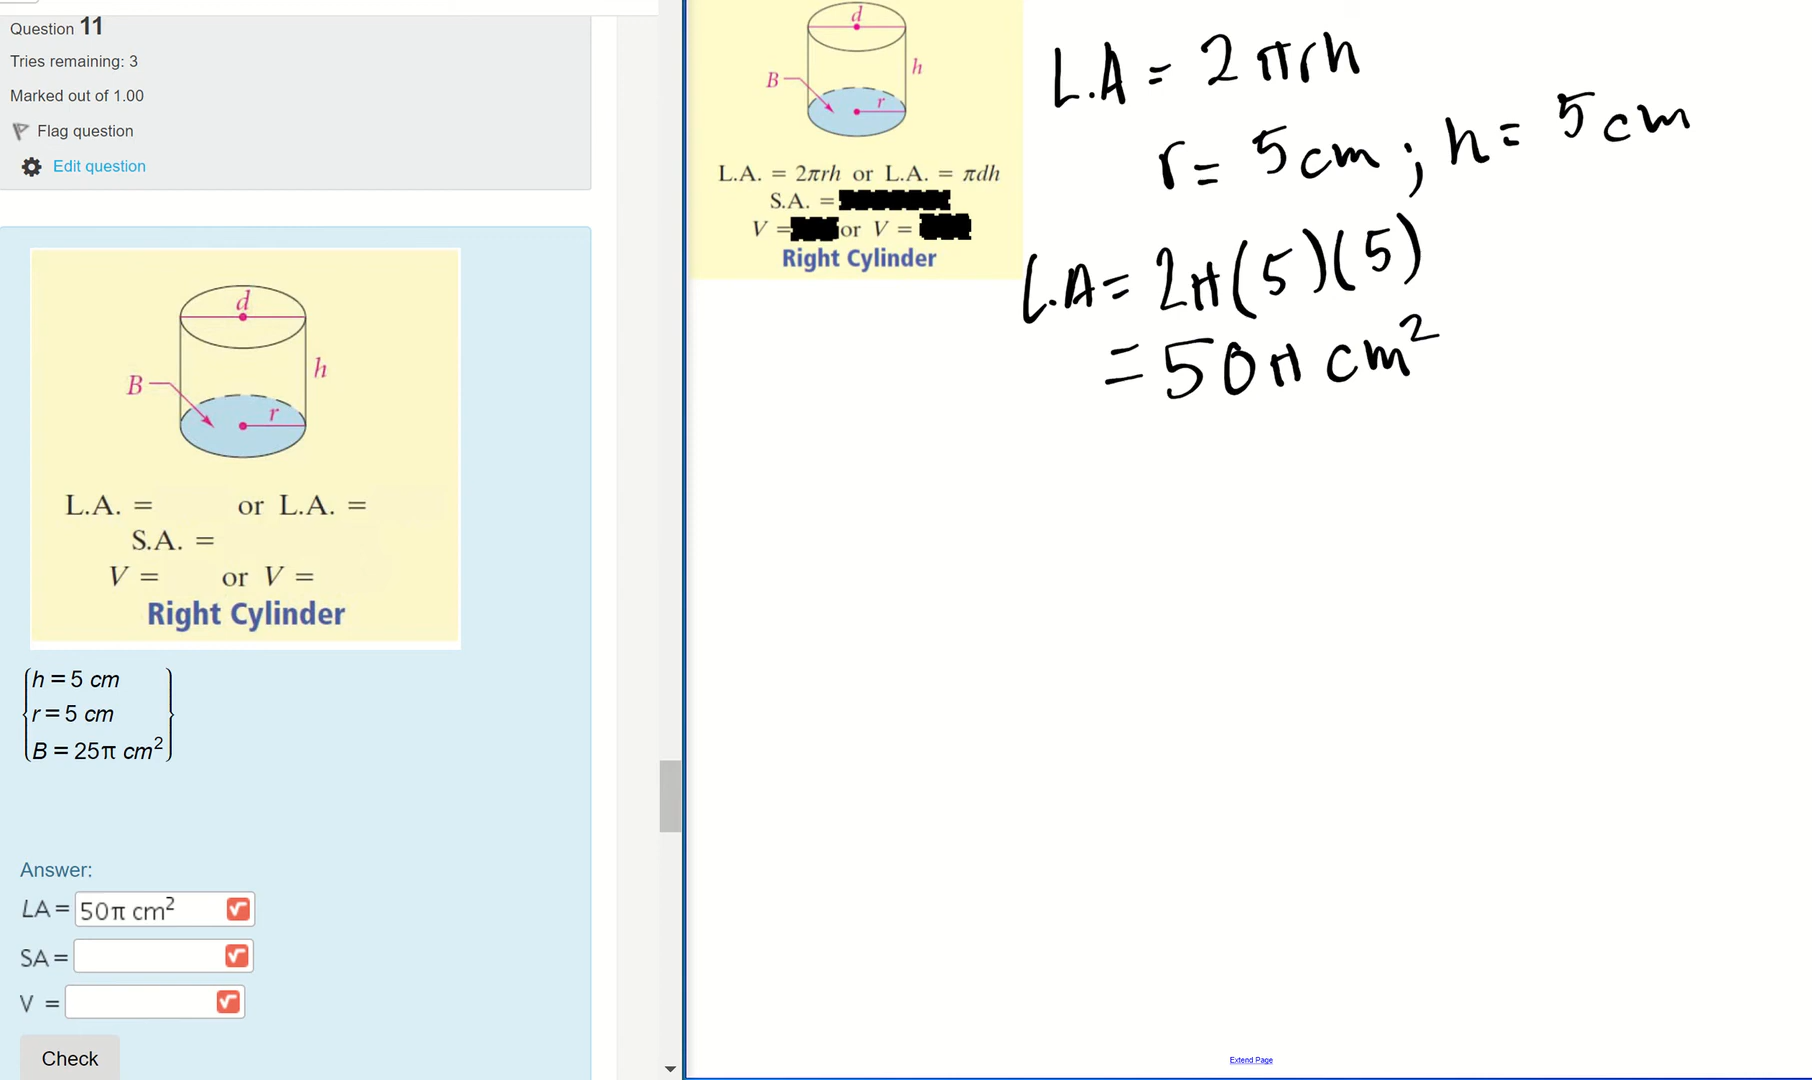 Question 11
Tries remaining: 3
Marked out of 1.00
Flag question
Edit question
d
h
B
r
L.A. = or L.A. =
S.A. =
V = or V =
Right Cylinder
h = 5 cm
r = 5 cm
B = 25π cm²
Answer:
LA = 50π cm²
SA =
V =
Check
d
h
B
r
L.A. = 2πrh or L.A. = πdh
S.A. =
V = or V =
Right Cylinder
L.A = 2πrh
r = 5 cm ; h = 5 cm
L.A = 2π(5)(5)
= 50π cm²
Extend Page